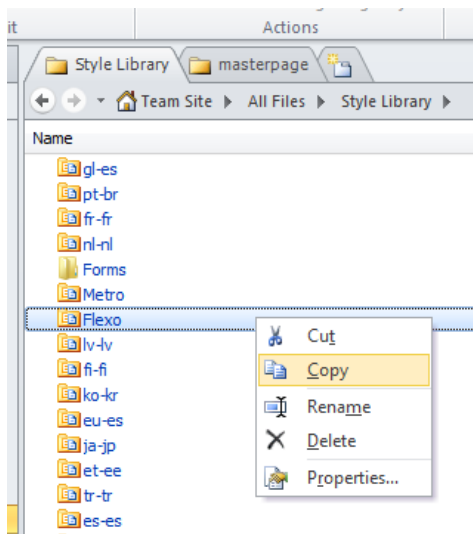 it
Actions
Style Library masterpage
Team Site All Files Style Library
Name
gl-es
pt-br
fr-fr
nl-nl
Forms
Metro
Flexo
lv-lv
fi-fi
ko-kr
eu-es
ja-jp
et-ee
tr-tr
es-es
Cut
Copy
Rename
Delete
Properties...